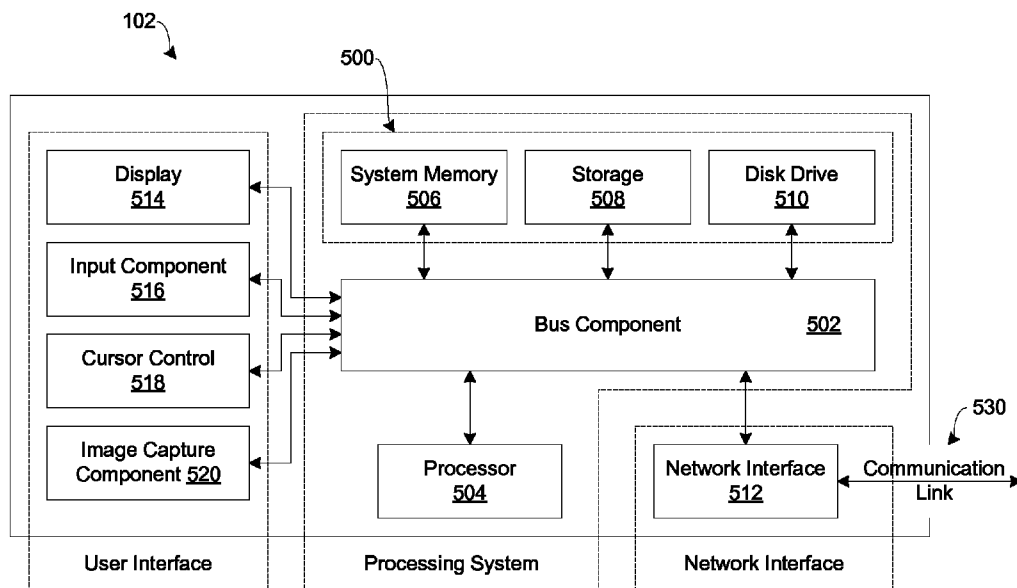 102
500
Display
514
System Memory
506
Storage
508
Disk Drive
510
Input Component
516
Bus Component 502
Cursor Control
518
Image Capture
Component 520
Processor
504
Network Interface
512
530
Communication
Link
User Interface
Processing System
Network Interface